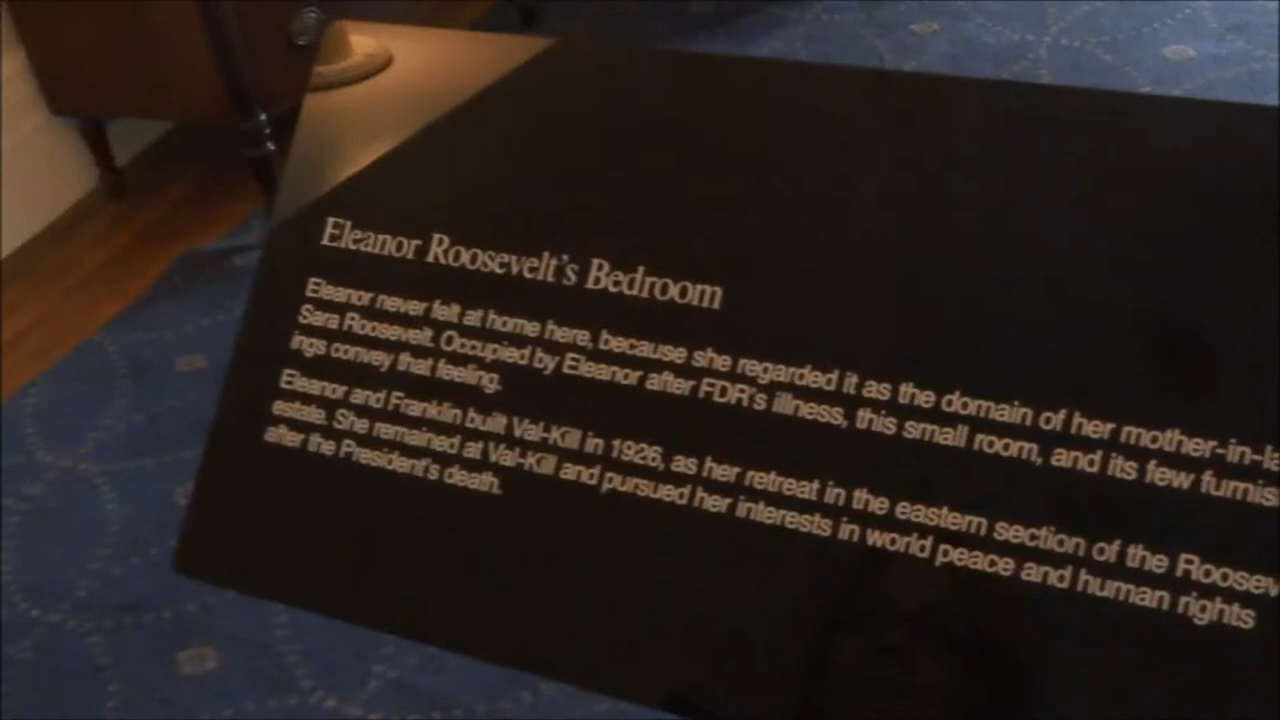 Eleanor Roosevelt's Bedroom
Eleanor never felt at home here, because she regarded it as the domain of her mother-in-la
Sara Roosevelt. Occupied by Eleanor after FDR's illness, this small room, and its few furnis
ings convey that feeling.
Eleanor and Franklin built Val-Kill in 1926, as her retreat in the eastern section of the Roosev
estate. She remained at Val-Kill and pursued her interests in world peace and human rights
after the President's death.